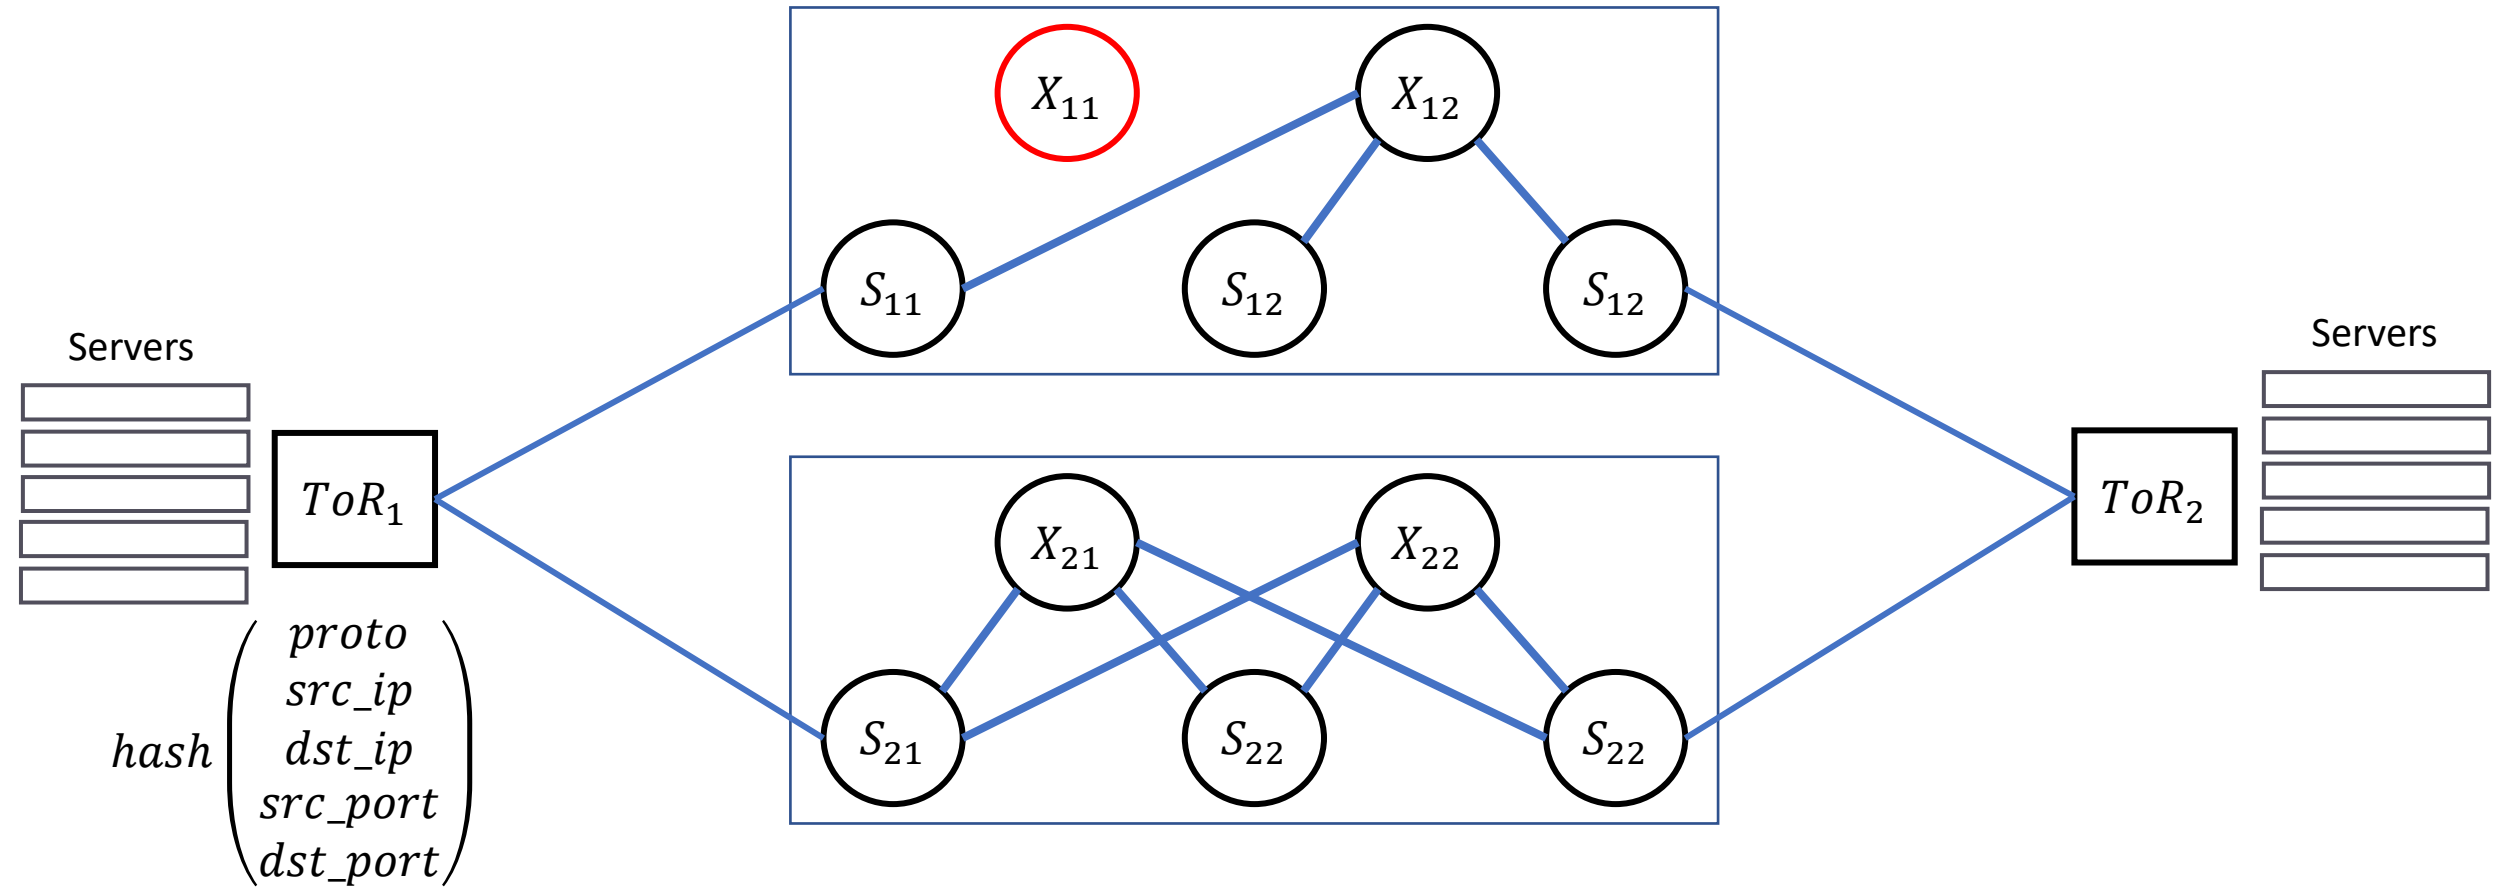 X₁₁ X₁₂
S₁₁ S₁₂ S₁₂
Servers
Servers
ToR₁
ToR₂
X₂₁ X₂₂
S₂₁ S₂₂ S₂₂
proto
src_ip
hash dst_ip
src_port
dst_port